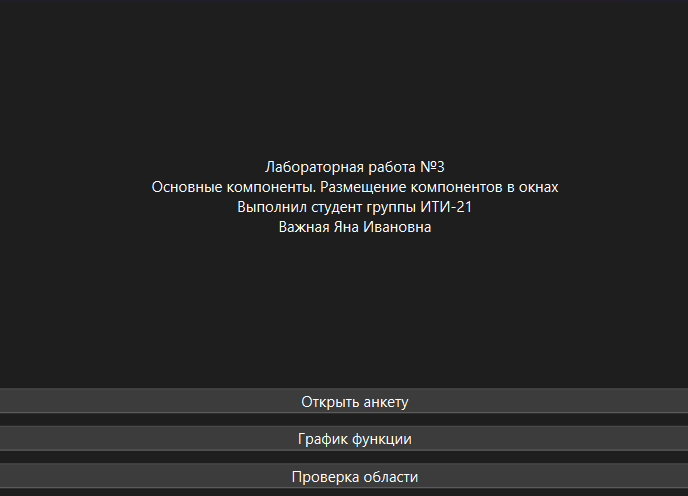 Лабораторная работа №3
Основные компоненты. Размещение компонентов в окнах
Выполнил студент группы ИТИ-21
Важная Яна Ивановна
Открыть анкету
График функции
Проверка области